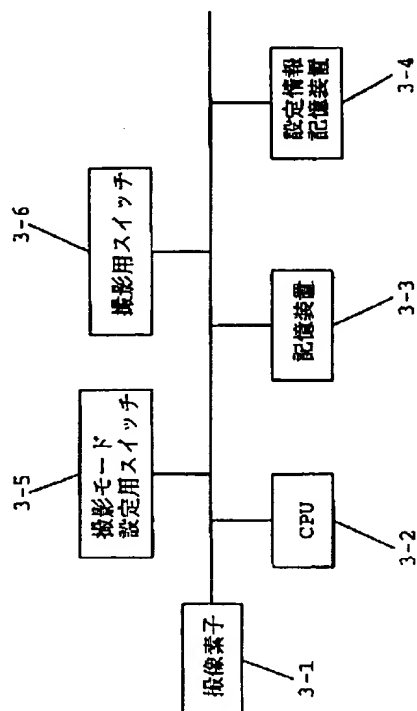 3-5
撮影モード
設定用スイッチ
3-6
撮影用スイッチ
撮像素子
3-1
CPU
3-2
記憶装置
3-3
設定情報
記憶装置
3-4